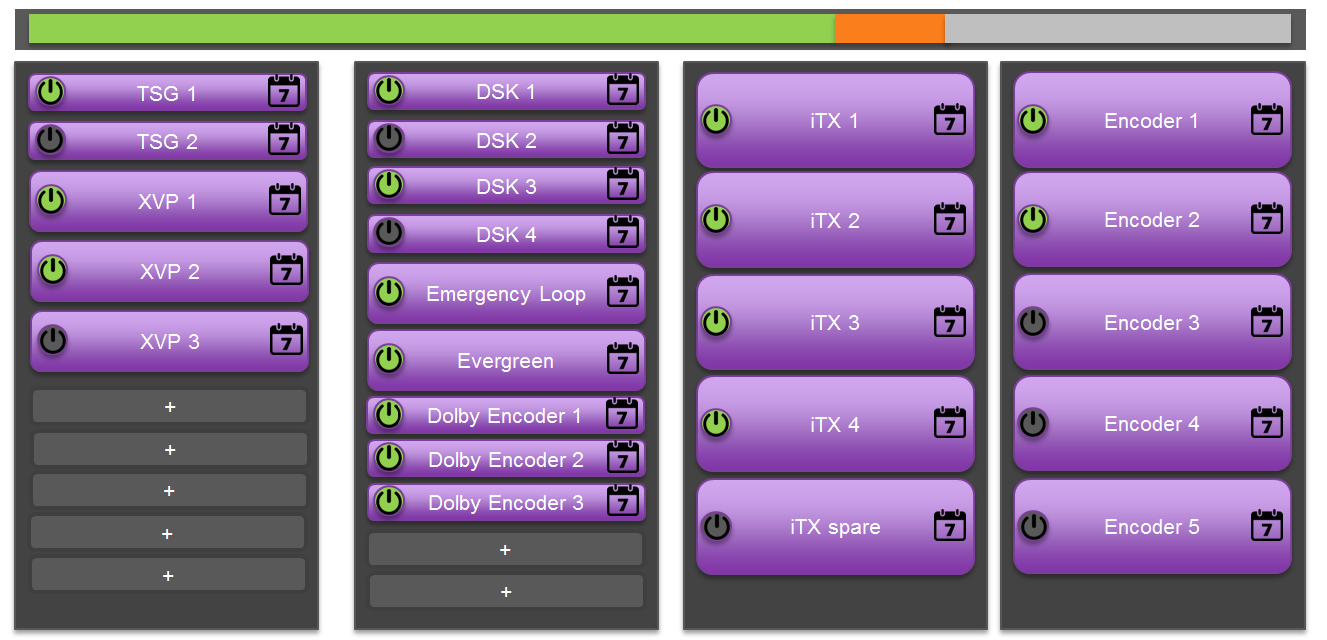 TSG 1 7
TSG 2 7
XVP 1 7
XVP 2 7
XVP 3 7
+
+
+
+
+
DSK 1 7
DSK 2 7
DSK 3 7
DSK 4 7
Emergency Loop 7
Evergreen 7
Dolby Encoder 1 7
Dolby Encoder 2 7
Dolby Encoder 3 7
+
+
iTX 1 7
iTX 2 7
iTX 3 7
iTX 4 7
iTX spare 7
Encoder 1 7
Encoder 2 7
Encoder 3 7
Encoder 4 7
Encoder 5 7